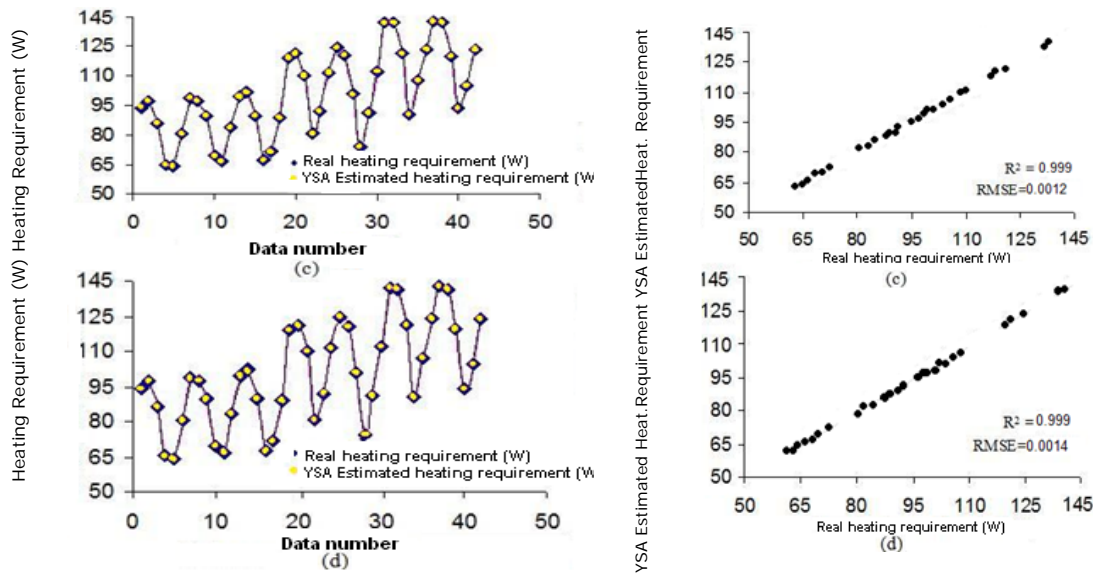 Heating Requirement (W)
145
125
110
95
80
65
50
0
10
20
30
40
50
Real heating requirement (W)
YSA Estimated heating requirement (W
Data number
(c)
YSA EstimatedHeat. Requirement
145
125
110
95
80
65
50
R² = 0.999
RMSE=0.0012
50
65
80
95
110
125
145
Real heating requirement (W)
(c)
Heating Requirement (W)
145
125
110
95
80
65
50
0
10
20
30
40
50
Real heating requirement (W)
YSA Estimated heating requirement (W
Data number
(d)
YSA Estimated Heat.Requirement
145
125
110
95
80
65
50
R² = 0.999
RMSE=0.0014
50
65
80
95
110
125
145
Real heating requirement (W)
(d)